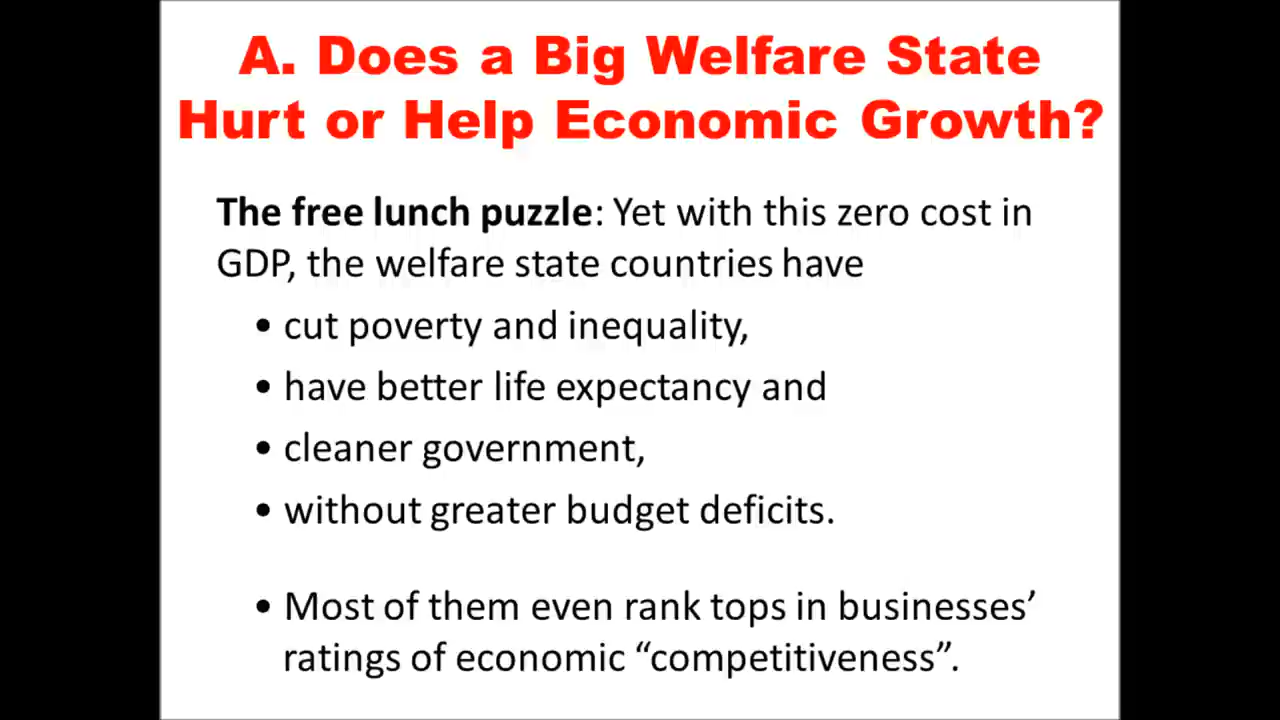 A. Does a Big Welfare State
Hurt or Help Economic Growth?
The free lunch puzzle: Yet with this zero cost in
GDP, the welfare state countries have
• cut poverty and inequality,
• have better life expectancy and
• cleaner government,
• without greater budget deficits.
• Most of them even rank tops in businesses’
ratings of economic “competitiveness”.